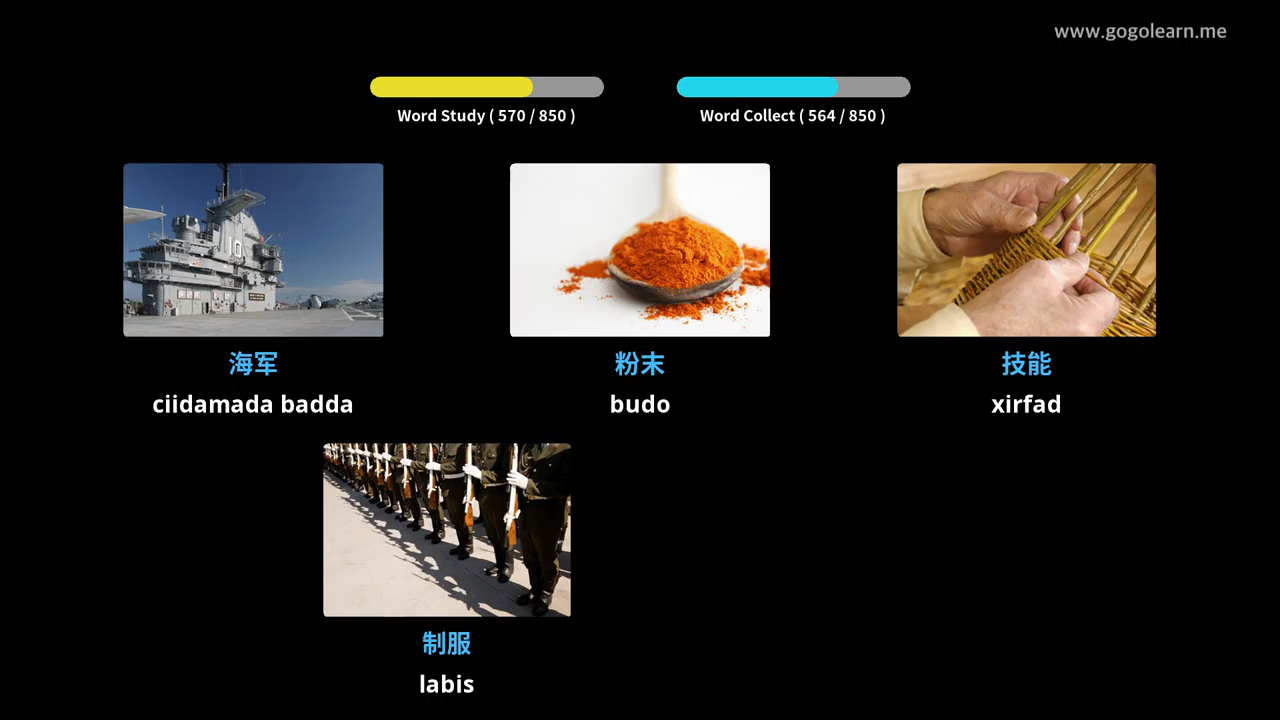 www.gogolearn.me
Word Study ( 570 / 850 )
Word Collect ( 564 / 850 )
海军
ciidamada badda
粉末
budo
技能
xirfad
制服
labis